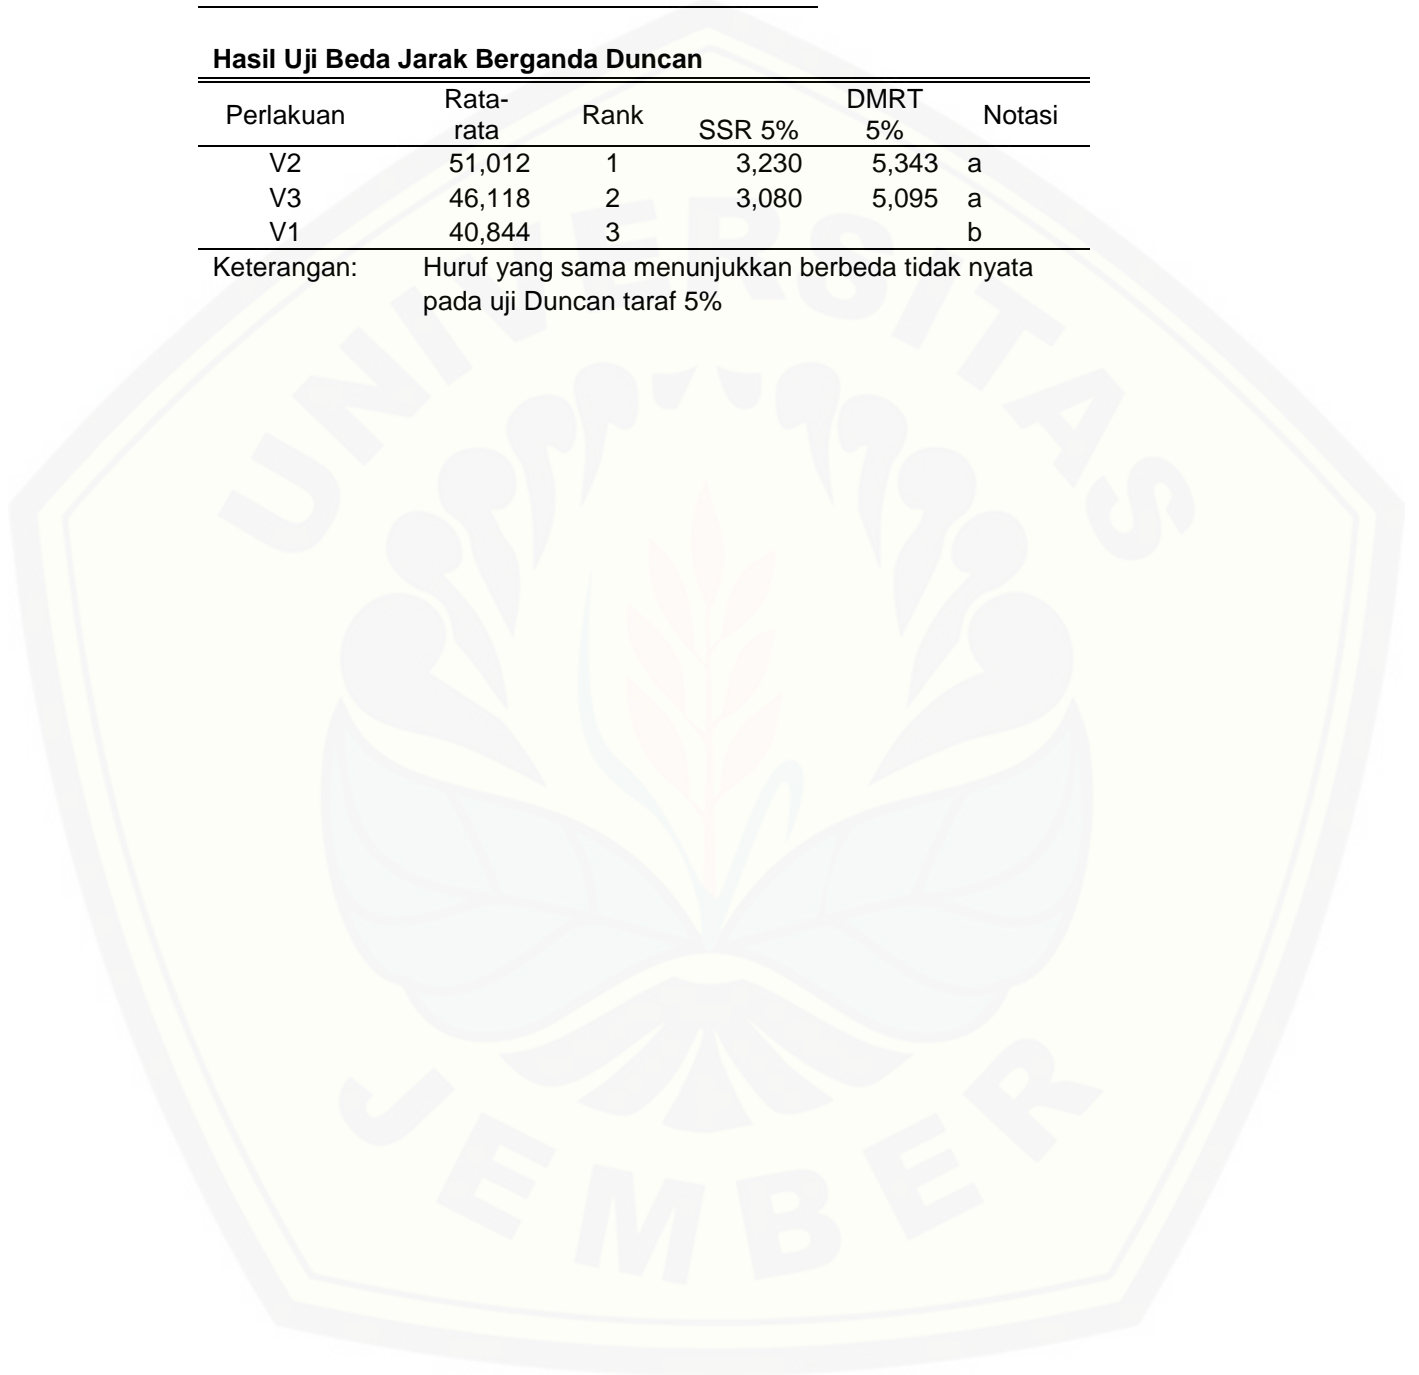 Hasil Uji Beda Jarak Berganda Duncan
Perlakuan Rata-rata Rank SSR 5% DMRT 5% Notasi
V2 51,012 1 3,230 5,343 a
V3 46,118 2 3,080 5,095 a
V1 40,844 3 b
Keterangan: Huruf yang sama menunjukkan berbeda tidak nyata
pada uji Duncan taraf 5%
UNIVERSITAS
JEMBER